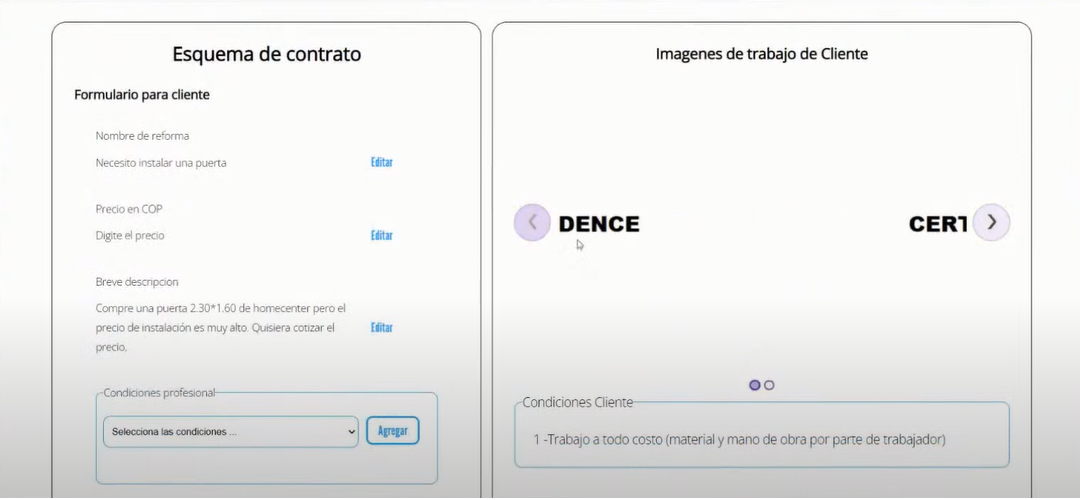 Esquema de contrato
Formulario para cliente
Nombre de reforma
Necesito instalar una puerta
Editar
Precio en COP
Digite el precio
Editar
Breve descripcion
Compre una puerta 2.30*1.60 de homecenter pero el
precio de instalación es muy alto. Quisiera cotizar el
precio.
Editar
Condiciones profesional
Selecciona las condiciones ...
Agregar
Imagenes de trabajo de Cliente
DENCE
CERT
Condiciones Cliente
1 -Trabajo a todo costo (material y mano de obra por parte de trabajador)